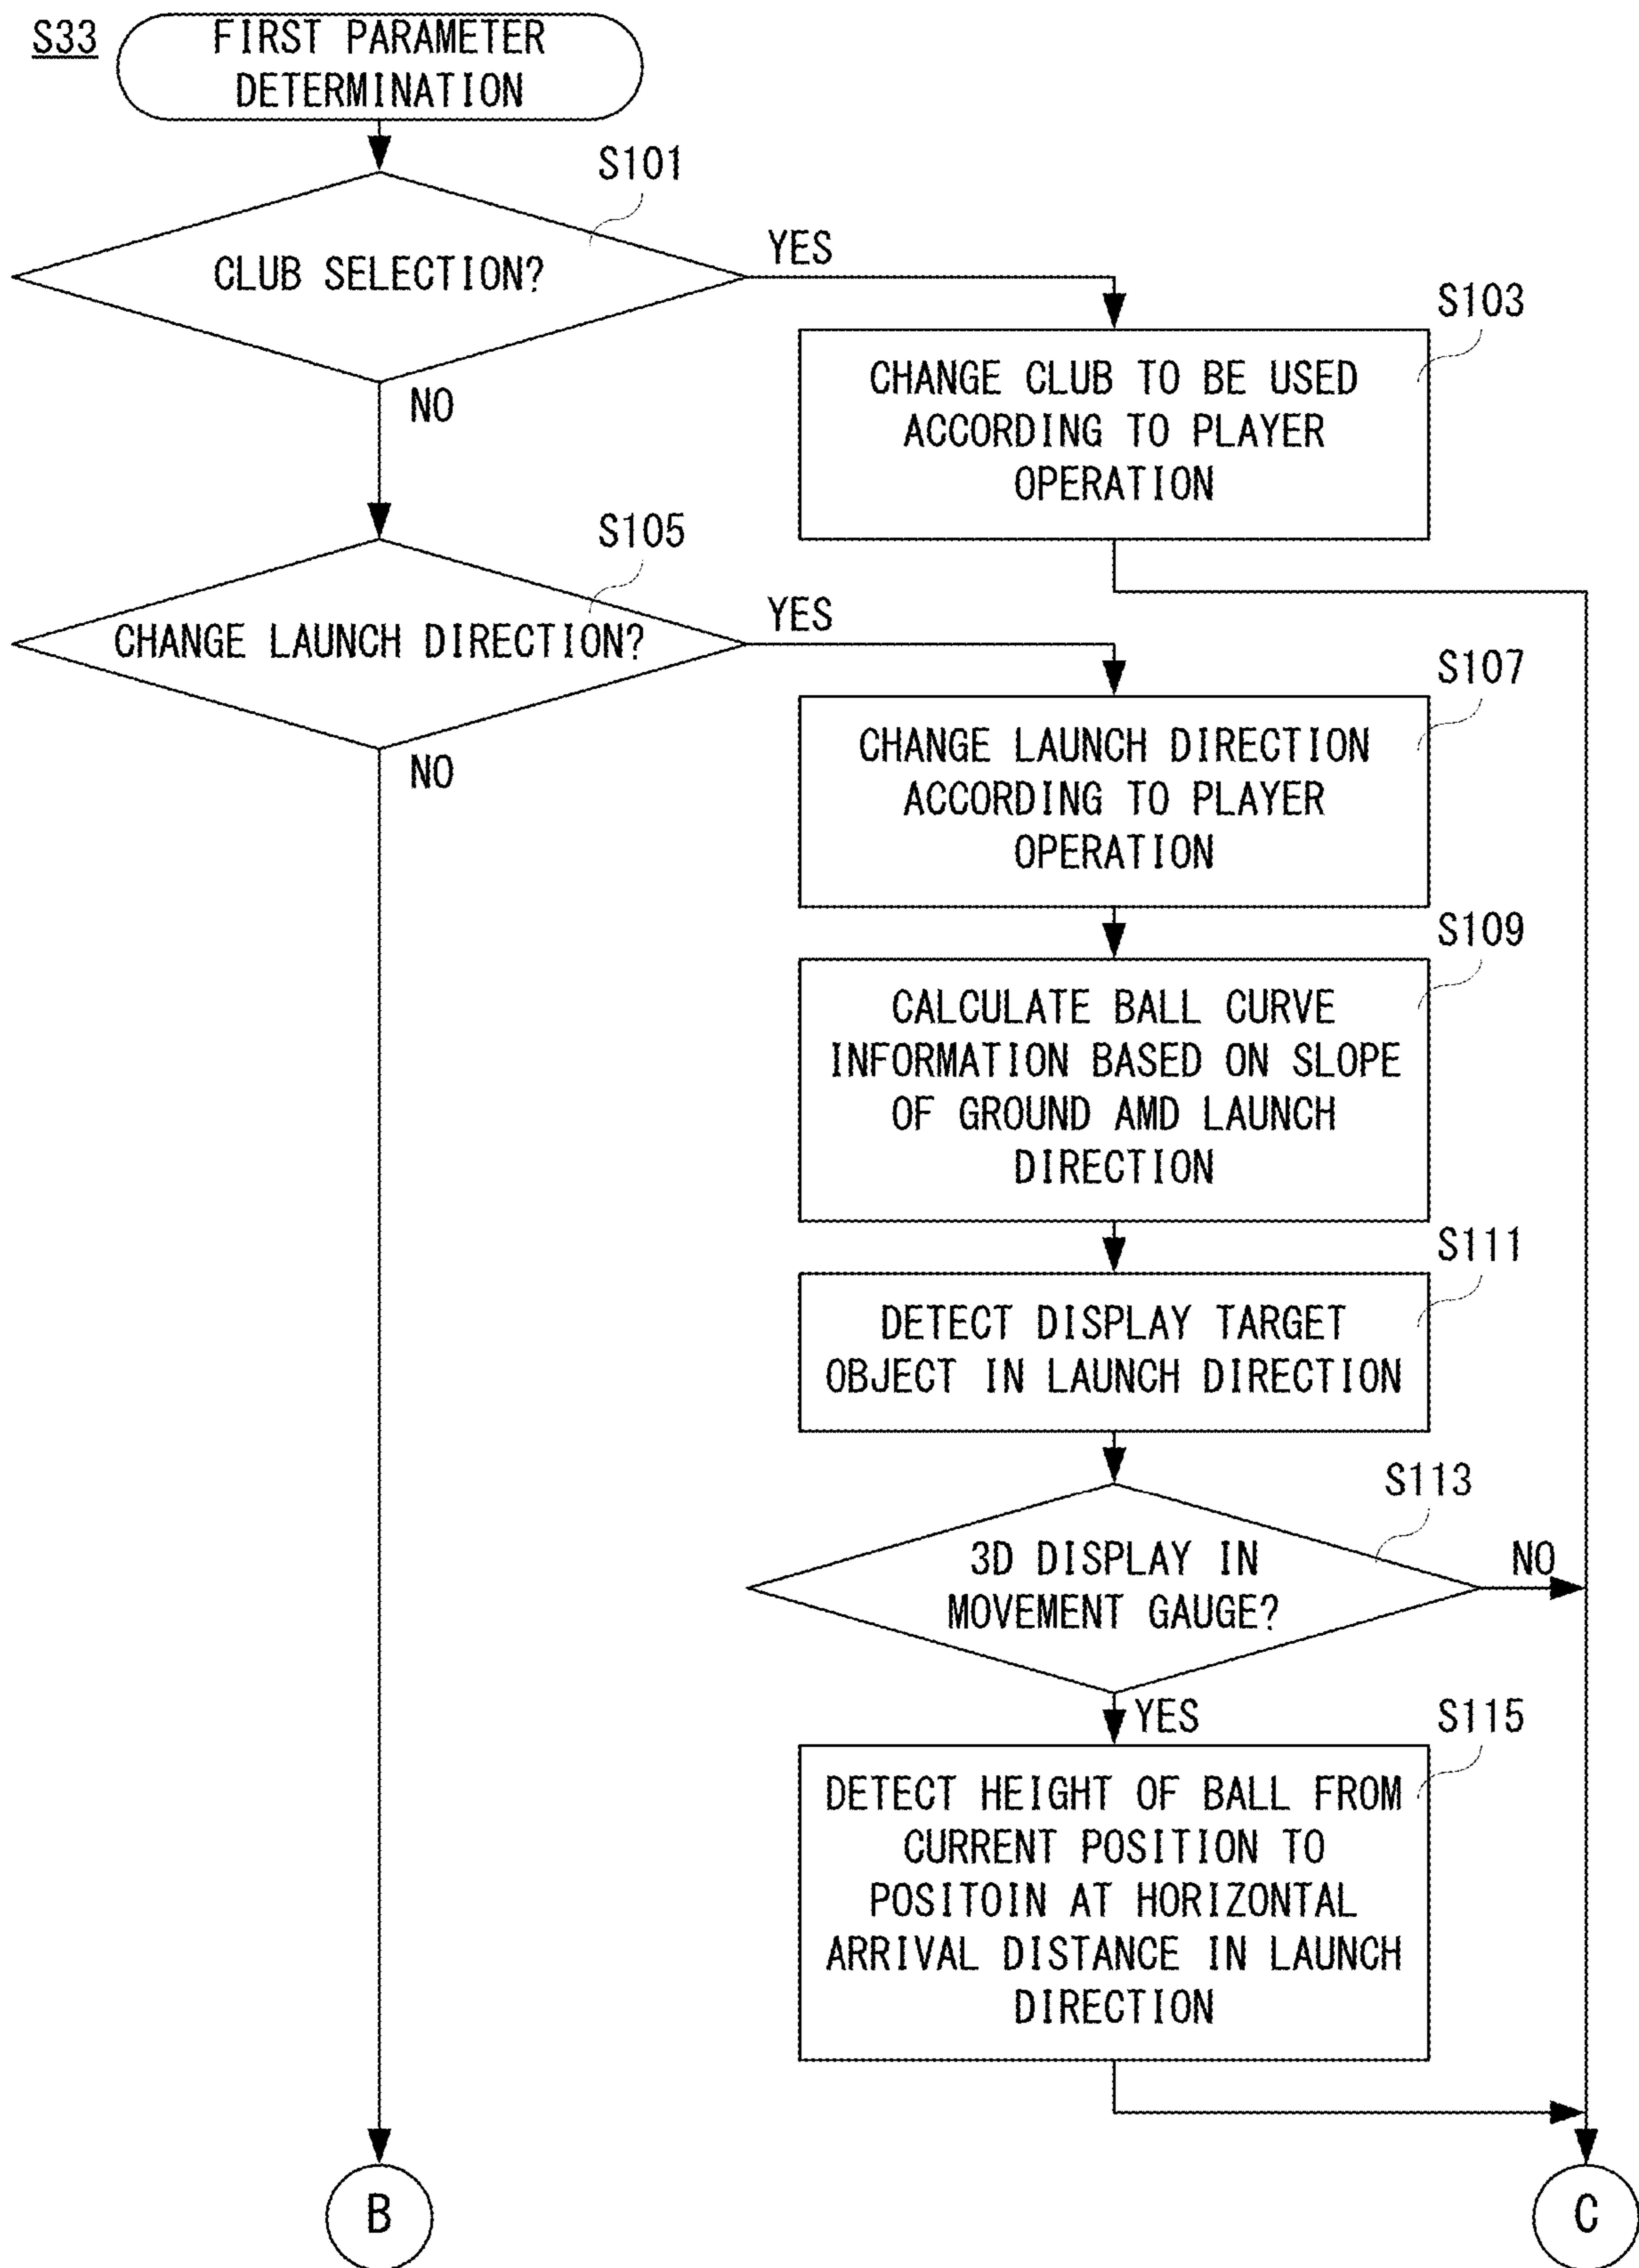 S33
FIRST PARAMETER
DETERMINATION
S101
CLUB SELECTION?
YES
NO
S103
CHANGE CLUB TO BE USED
ACCORDING TO PLAYER
OPERATION
S105
CHANGE LAUNCH DIRECTION?
YES
NO
S107
CHANGE LAUNCH DIRECTION
ACCORDING TO PLAYER
OPERATION
S109
CALCULATE BALL CURVE
INFORMATION BASED ON SLOPE
OF GROUND AMD LAUNCH
DIRECTION
S111
DETECT DISPLAY TARGET
OBJECT IN LAUNCH DIRECTION
S113
3D DISPLAY IN
MOVEMENT GAUGE?
NO
YES
S115
DETECT HEIGHT OF BALL FROM
CURRENT POSITION TO
POSITOIN AT HORIZONTAL
ARRIVAL DISTANCE IN LAUNCH
DIRECTION
B
C